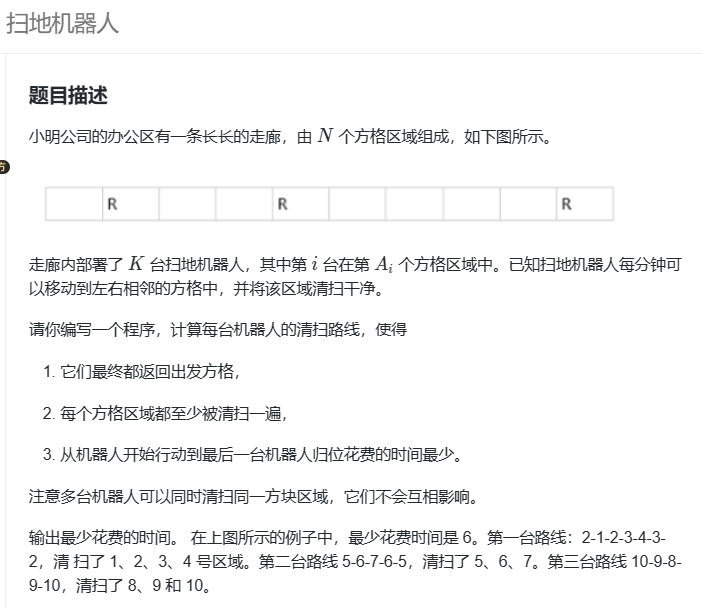 扫地机器人
题目描述
小明公司的办公区有一条长长的走廊，由 N 个方格区域组成，如下图所示。
R R R
走廊内部署了 K 台扫地机器人，其中第 i 台在第 A_i 个方格区域中。已知扫地机器人每分钟可
以移动到左右相邻的方格中，并将该区域清扫干净。
请你编写一个程序，计算每台机器人的清扫路线，使得
1. 它们最终都返回出发方格，
2. 每个方格区域都至少被清扫一遍，
3. 从机器人开始行动到最后一台机器人归位花费的时间最少。
注意多台机器人可以同时清扫同一方块区域，它们不会互相影响。
输出最少花费的时间。 在上图所示的例子中，最少花费时间是 6。第一台路线：2-1-2-3-4-3-
2，清 扫了 1、2、3、4 号区域。第二台路线 5-6-7-6-5，清扫了 5、6、7。第三台路线 10-9-8-
9-10，清扫了 8、9 和 10。